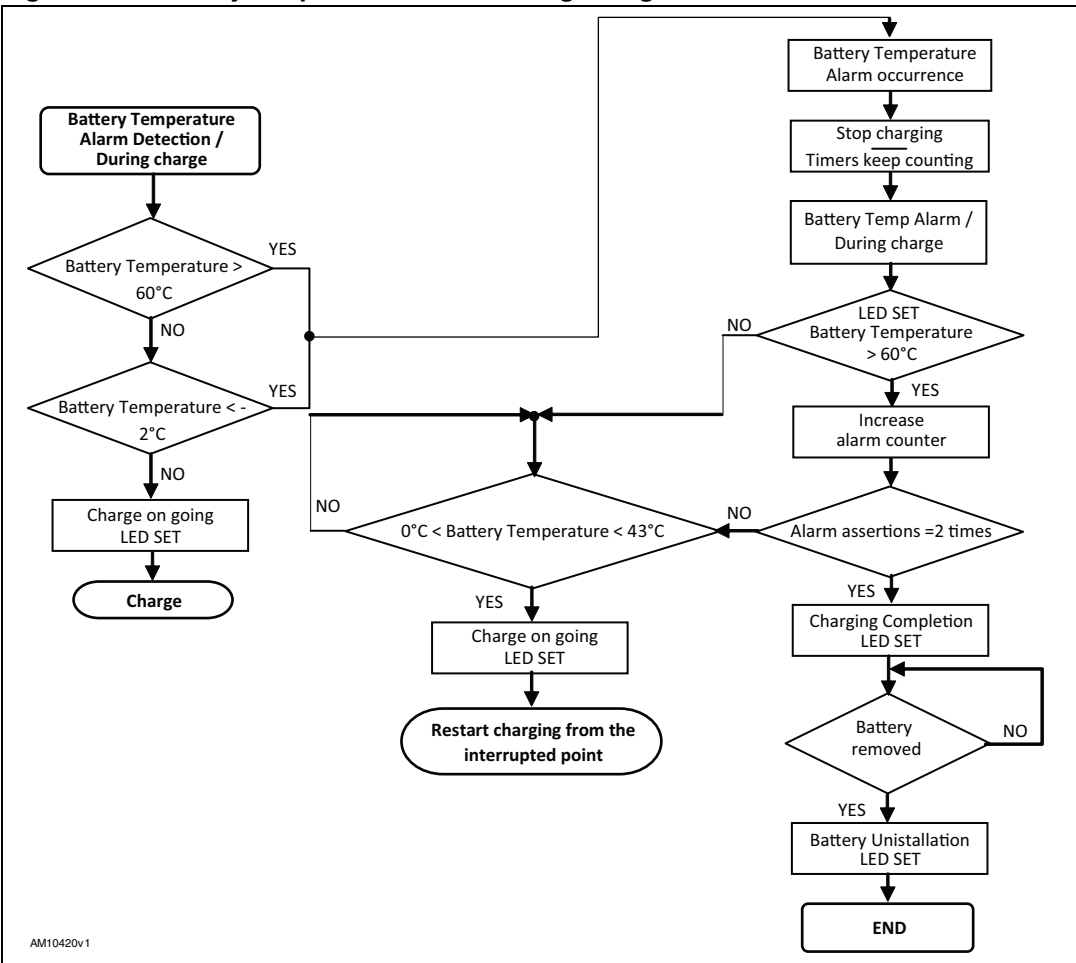 Battery Temperature
Alarm Detection /
During charge
Battery Temperature >
60°C
YES
NO
Battery Temperature < -
2°C
YES
NO
Charge on going
LED SET
Charge
Battery Temperature
Alarm occurrence
Stop charging
Timers keep counting
Battery Temp Alarm /
During charge
LED SET
Battery Temperature
> 60°C
NO
YES
Increase
alarm counter
Alarm assertions =2 times
NO
YES
0°C < Battery Temperature < 43°C
NO
YES
Charge on going
LED SET
Restart charging from the
interrupted point
Charging Completion
LED SET
Battery
removed
NO
YES
Battery Unistallation
LED SET
END
AM10420v1